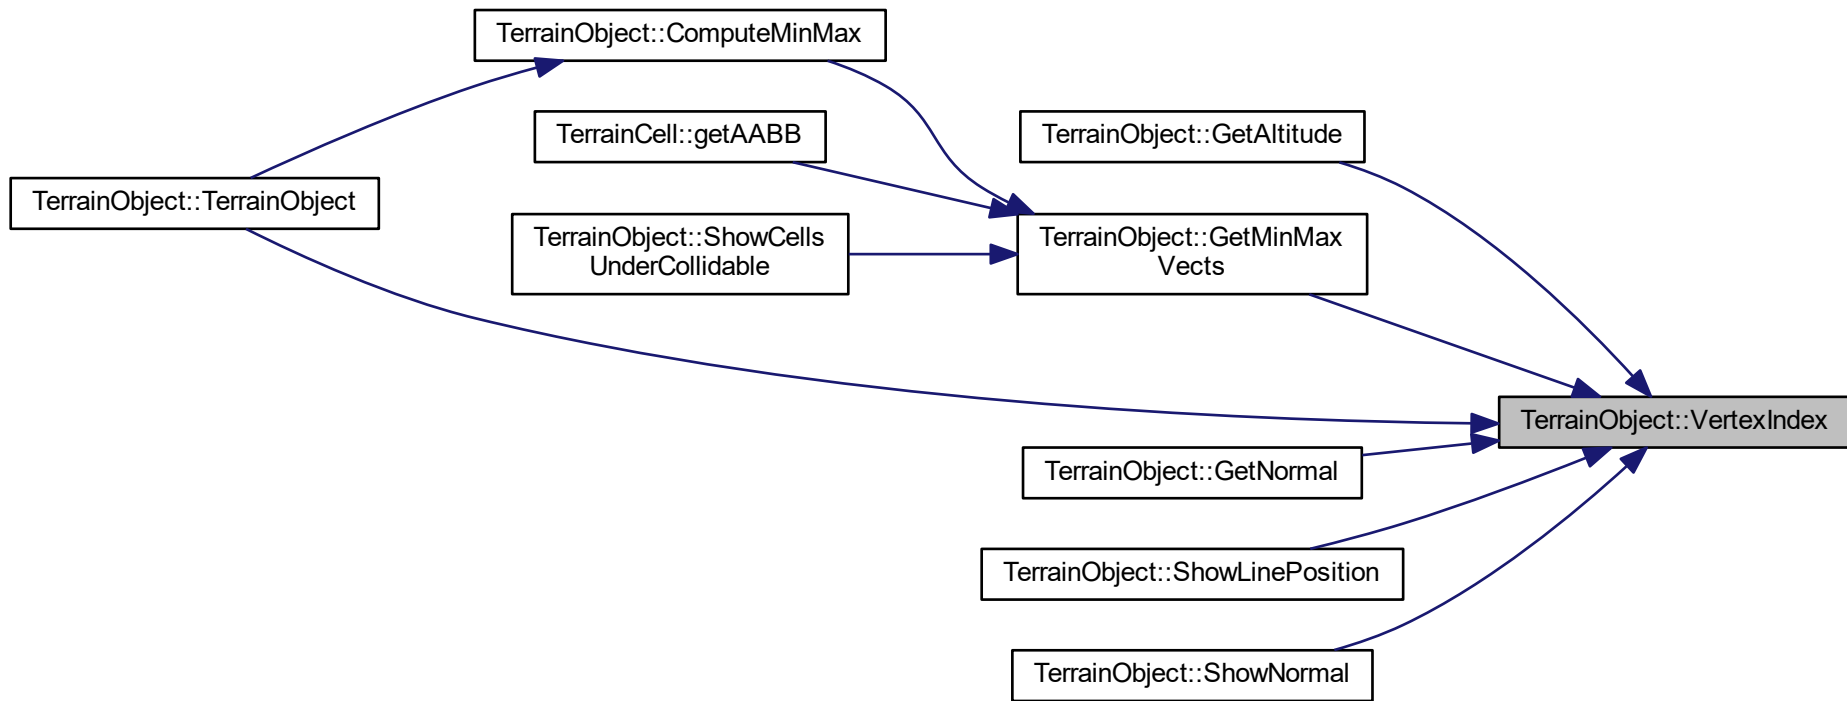 TerrainObject::ComputeMinMax
TerrainCell::getAABB
TerrainObject::GetAltitude
TerrainObject::TerrainObject
TerrainObject::ShowCells
UnderCollidable
TerrainObject::GetMinMax
Vects
TerrainObject::VertexIndex
TerrainObject::GetNormal
TerrainObject::ShowLinePosition
TerrainObject::ShowNormal